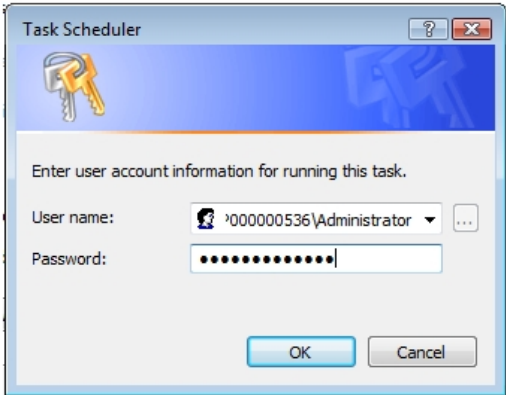 Task Scheduler
Enter user account information for running this task.
User name: 000000536\Administrator ...
Password: •••••••••••••
OK Cancel